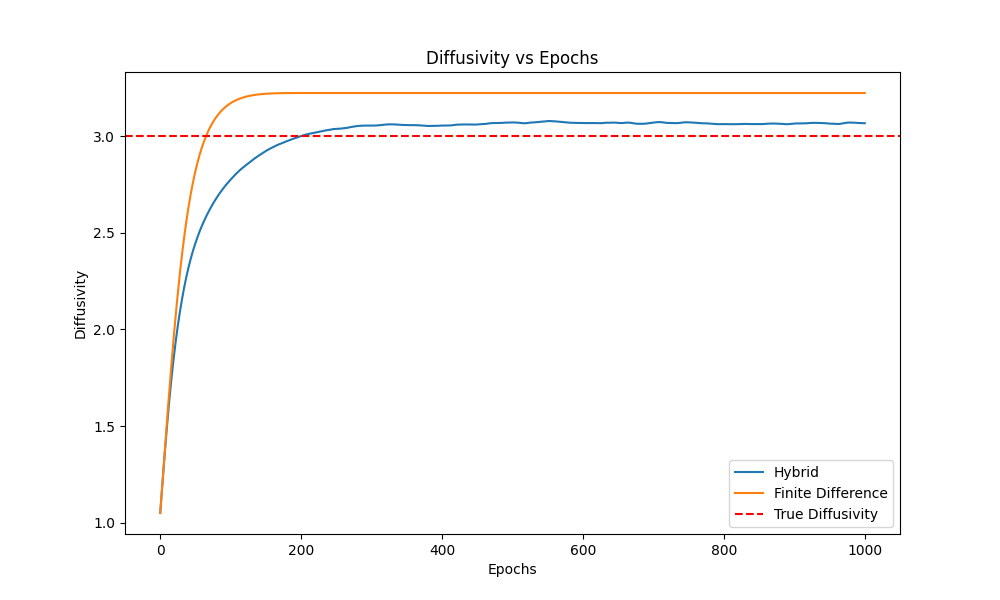 Diffusivity vs Epochs
Diffusivity
3.0
2.5
2.0
1.5
1.0
0
200
400
600
800
1000
Epochs
Hybrid
Finite Difference
True Diffusivity